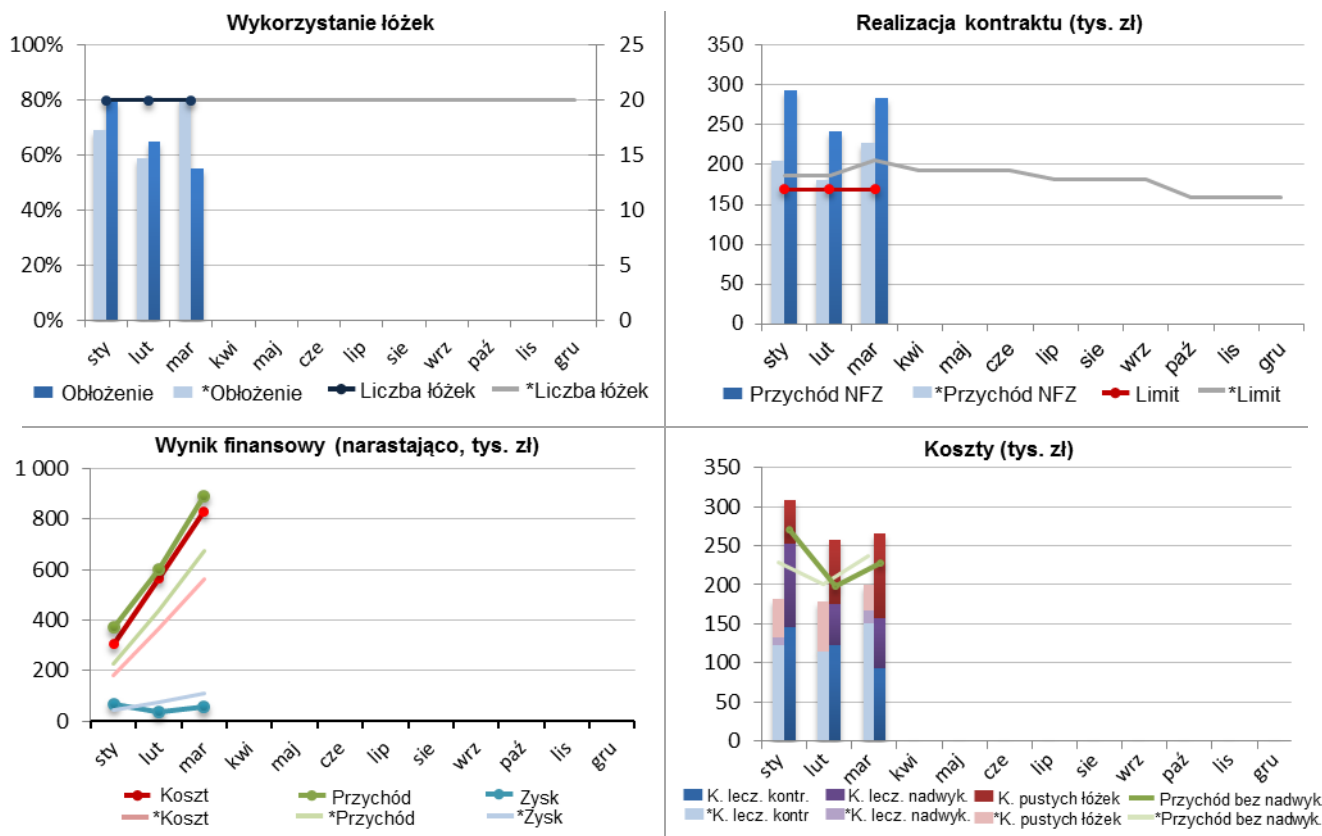 Wykorzystanie łóżek
100%
80%
60%
40%
20%
0%
25
20
15
10
5
0
sty lut mar kwi maj cze lip sie wrz paź lis gru
Obłożenie *Obłożenie Liczba łóżek *Liczba łóżek
Realizacja kontraktu (tys. zł)
350
300
250
200
150
100
50
0
sty lut mar kwi maj cze lip sie wrz paź lis gru
Przychód NFZ *Przychód NFZ Limit *Limit
Wynik finansowy (narastająco, tys. zł)
1 000
800
600
400
200
0
sty lut mar kwi maj cze lip sie wrz paź lis gru
Koszt Przychód Zysk
*Koszt *Przychód *Zysk
Koszty (tys. zł)
350
300
250
200
150
100
50
0
sty lut mar kwi maj cze lip sie wrz paź lis gru
K. lecz. kontr. K. lecz. nadwyk. K. pustych łóżek Przychód bez nadwyk.
*K. lecz. kontr *K. lecz. nadwyk. *K. pustych łóżek *Przychód bez nadwyk.